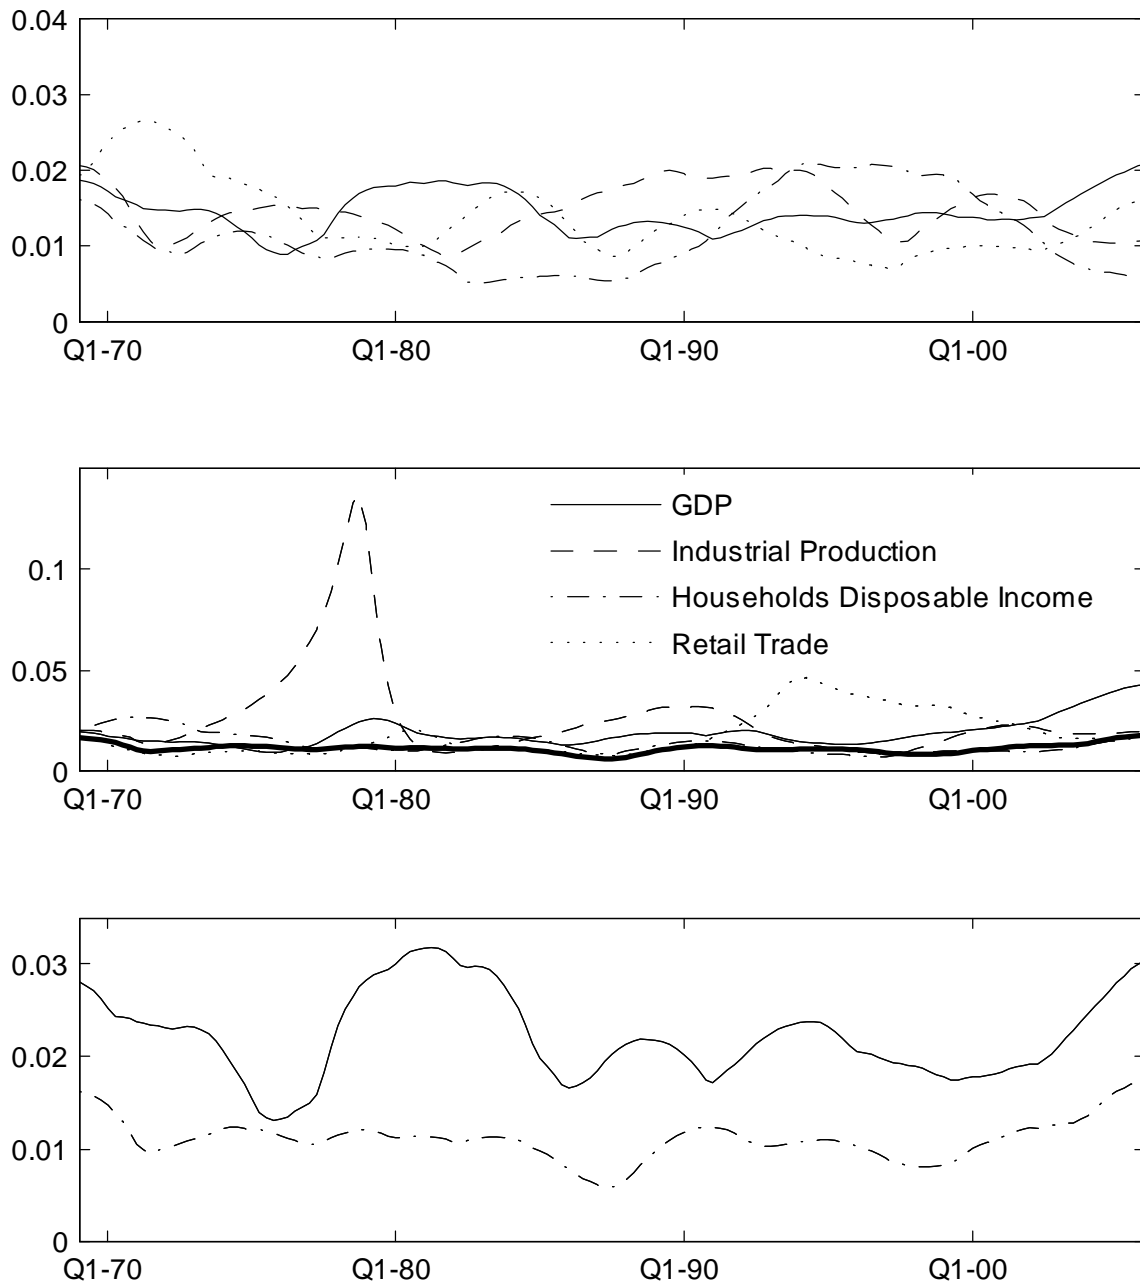 0.04
0.03
0.02
0.01
0
Q1-70 Q1-80 Q1-90 Q1-00
0.1
0.05
0
GDP
Industrial Production
Households Disposable Income
Retail Trade
Q1-70 Q1-80 Q1-90 Q1-00
0.03
0.02
0.01
0
Q1-70 Q1-80 Q1-90 Q1-00